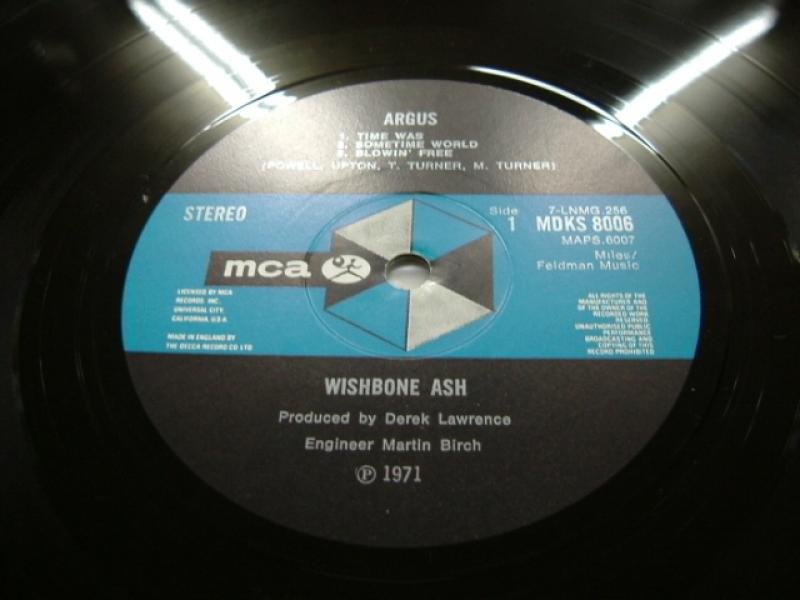 ARGUS
1. TIME WAS
2. SOMETIME WORLD
3. BLOWIN' FREE
(POWELL, UPTON, T. TURNER, M. TURNER)
STEREO
Side
1
7-LNMG.256
MDKS 8006
MAPS.6007
Miles/
Feldman Music
mca
LICENSED BY MCA
RECORDS. INC.
UNIVERSAL CITY.
CALIFORNIA. U.S.A.
MADE IN ENGLAND BY
THE DECCA RECORD CO LTD
ALL RIGHTS OF THE
MANUFACTURER AND
OF THE OWNER OF THE
RECORDED WORK
RESERVED.
UNAUTHORISED PUBLIC
PERFORMANCE
BROADCASTING AND
COPYING OF THIS
RECORD PROHIBITED
WISHBONE ASH
Produced by Derek Lawrence
Engineer Martin Birch
Ⓟ 1971